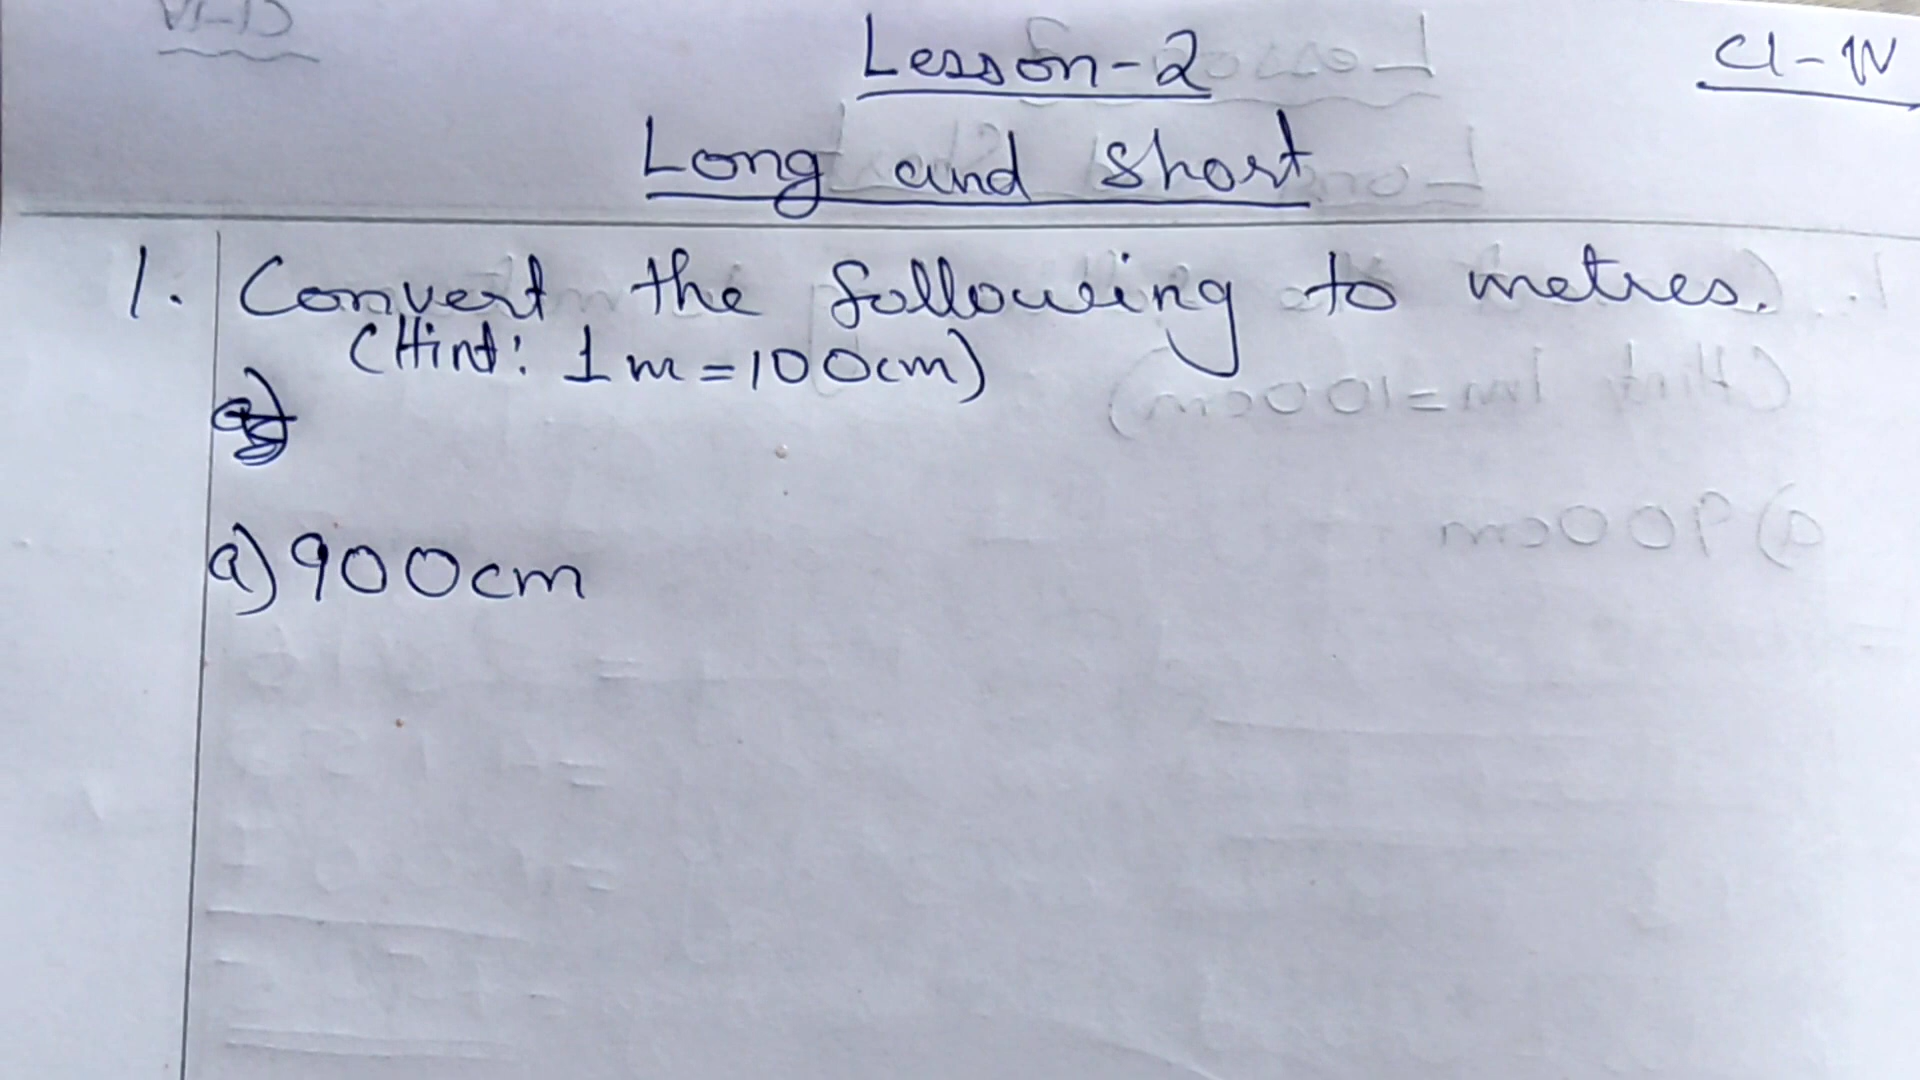 Lesson-2
Cl-IV
Long and short
1. Convert the following to metres.
(Hint: 1m=100cm)
a) 900cm